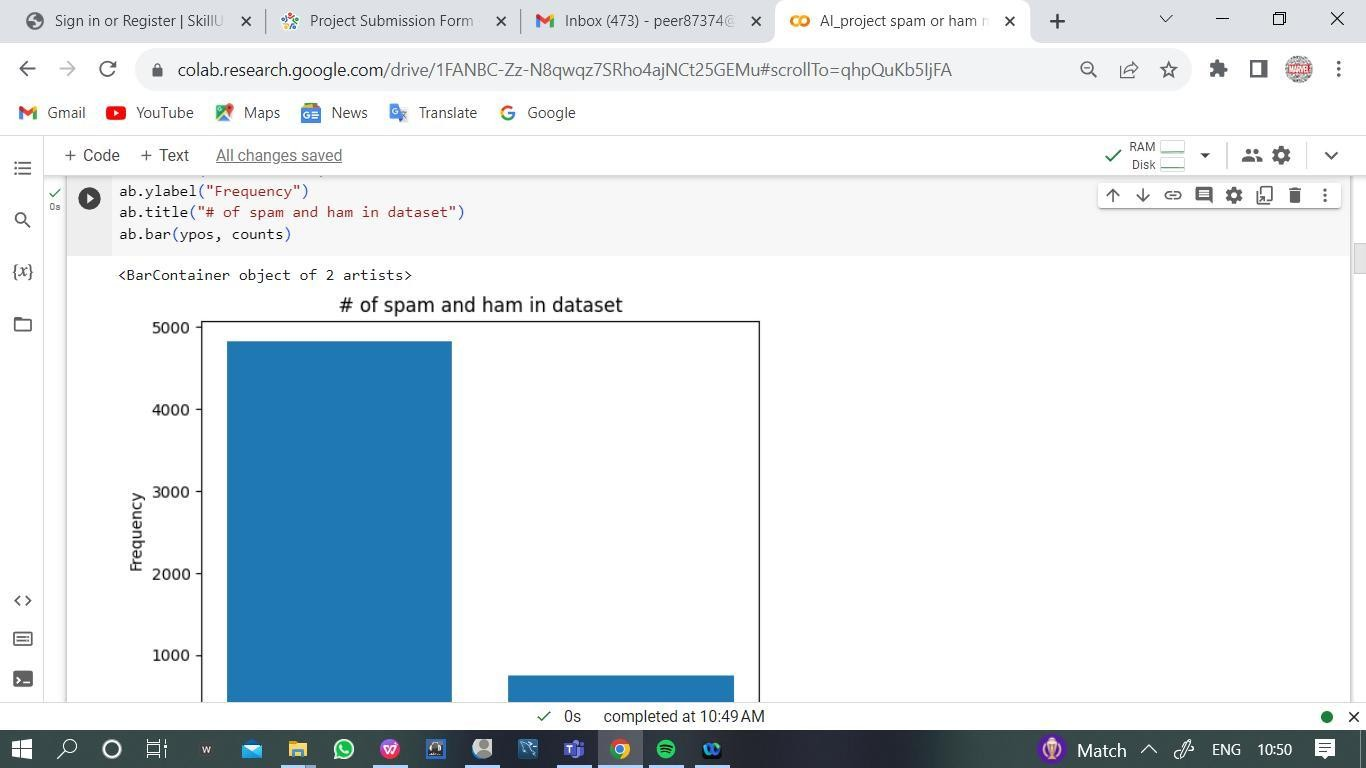 Sign in or Register | SkillU
Project Submission Form
Inbox (473) - peer87374@
AI_project spam or ham m
colab.research.google.com/drive/1FANBC-Zz-N8qwqz7SRho4ajNCt25GEMu#scrollTo=qhpQuKb5IjFA
Gmail
YouTube
Maps
News
Translate
Google
+ Code
+ Text
All changes saved
RAM
Disk
0s
ab.ylabel("Frequency")
ab.title("# of spam and ham in dataset")
ab.bar(ypos, counts)
<BarContainer object of 2 artists>
# of spam and ham in dataset
5000
4000
3000
2000
1000
Frequency
{x}
0s completed at 10:49 AM
Match
ENG
10:50